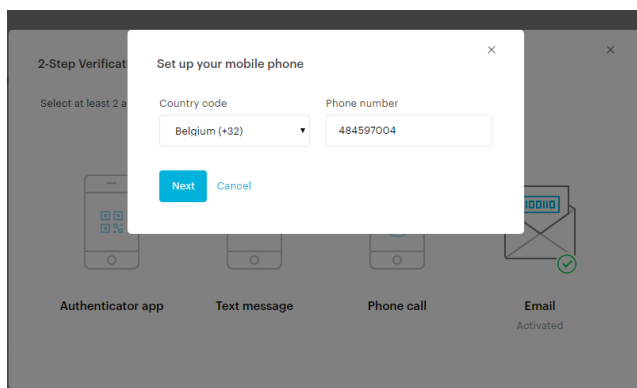 2-Step Verificat
Set up your mobile phone
Select at least 2 a
Country code
Phone number
Belgium (+32)
484597004
Next
Cancel
100110
Authenticator app
Text message
Phone call
Email
Activated